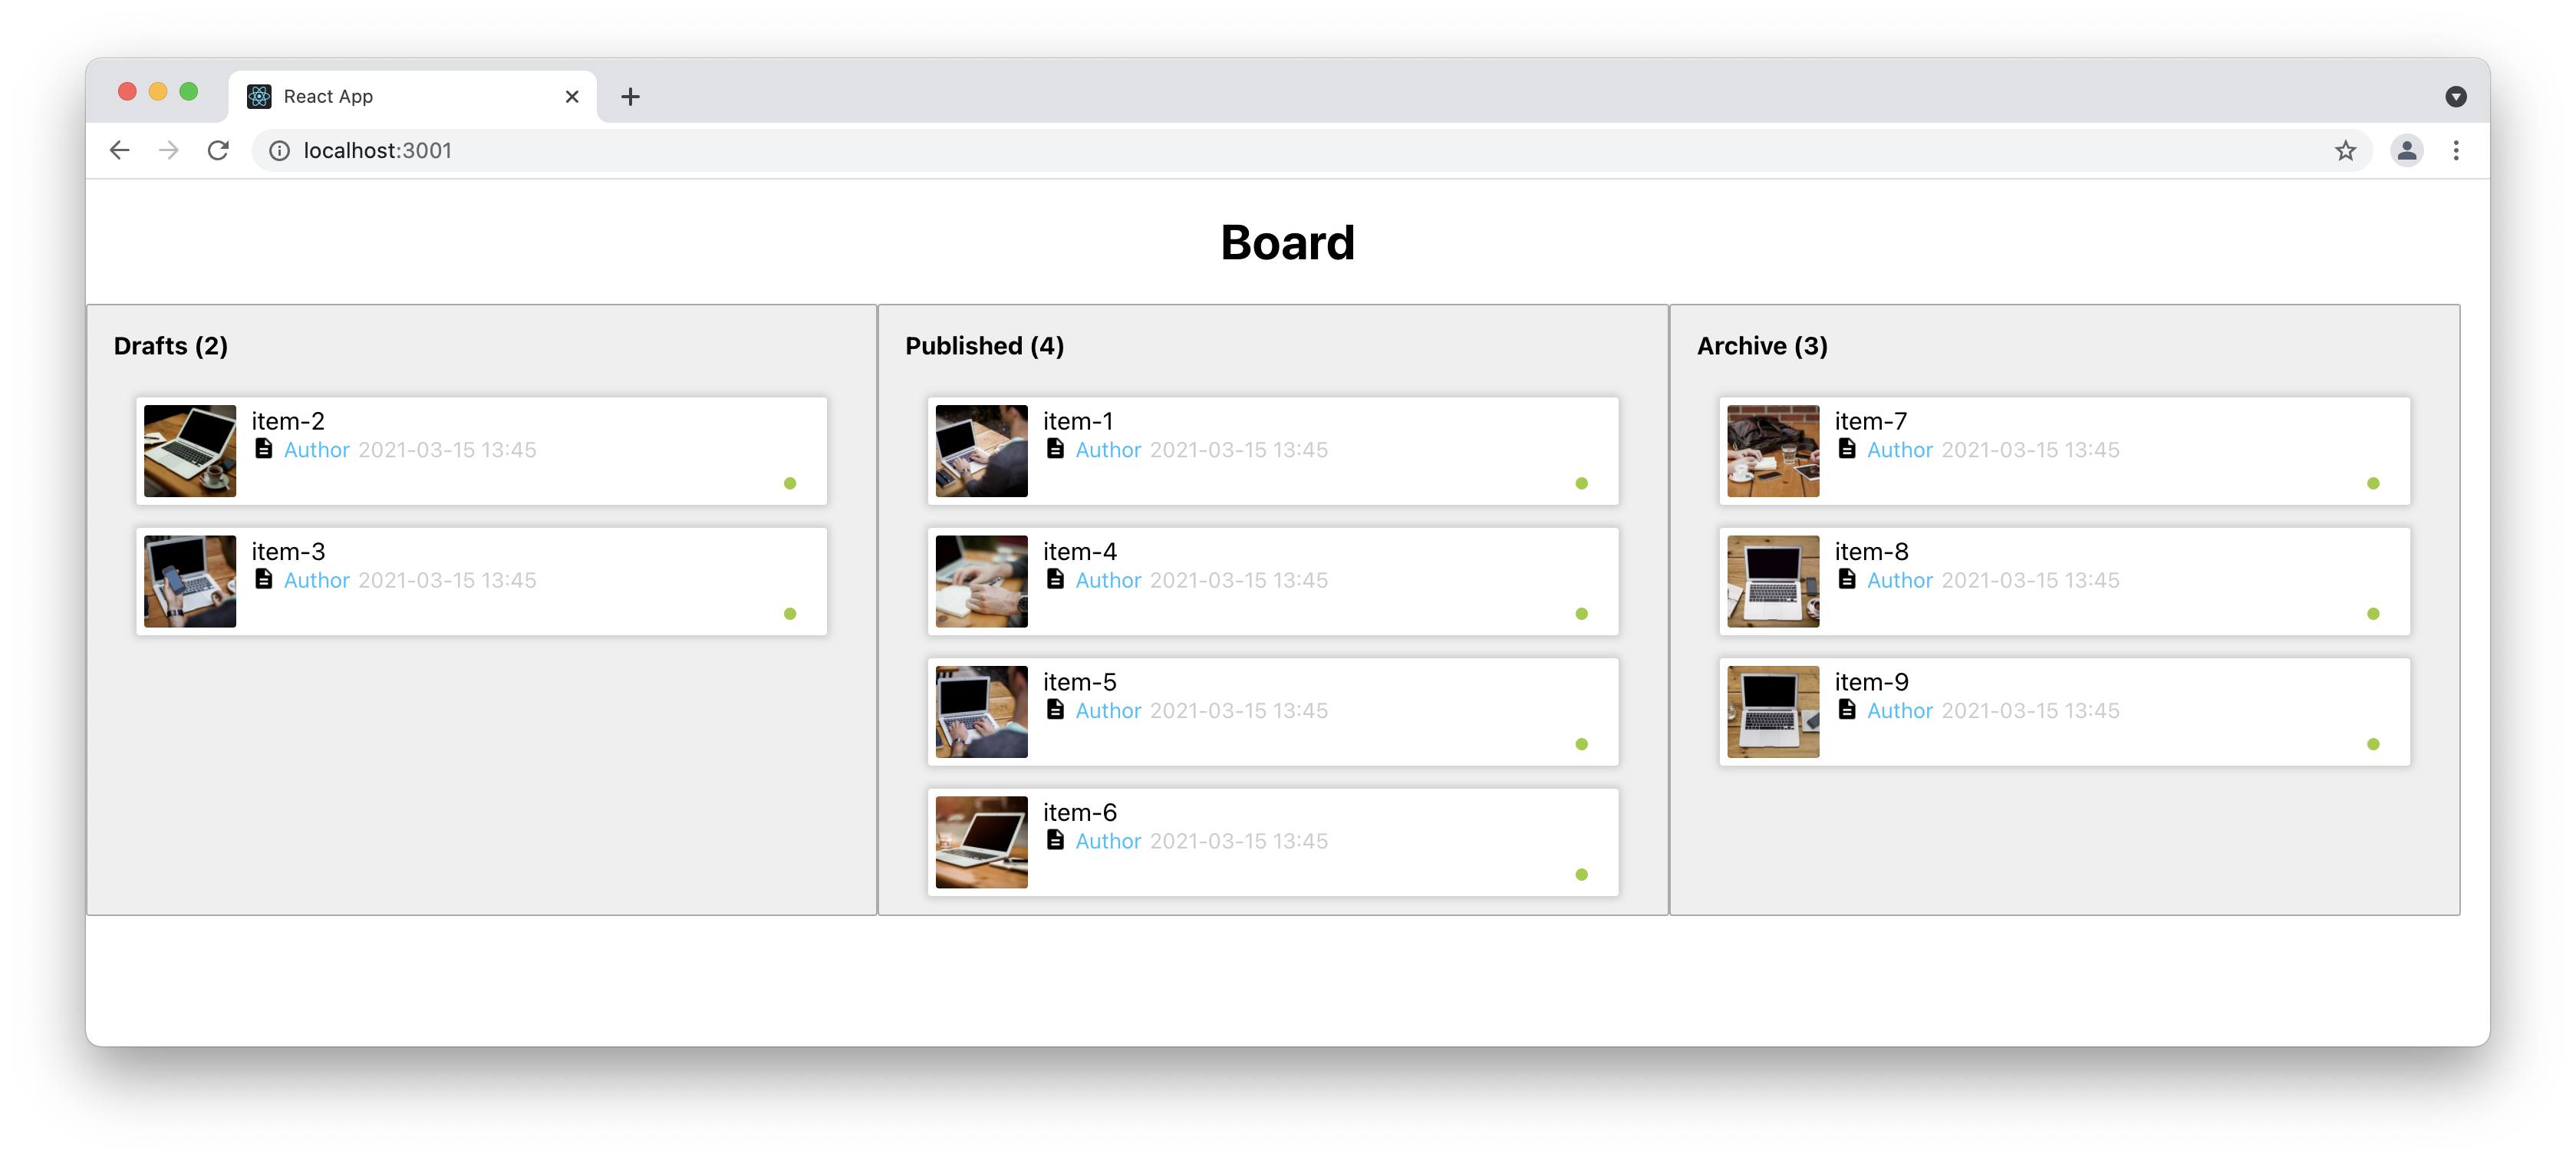 React App
localhost:3001
Board
Drafts (2)
item-2
Author 2021-03-15 13:45
item-3
Author 2021-03-15 13:45
Published (4)
item-1
Author 2021-03-15 13:45
item-4
Author 2021-03-15 13:45
item-5
Author 2021-03-15 13:45
item-6
Author 2021-03-15 13:45
Archive (3)
item-7
Author 2021-03-15 13:45
item-8
Author 2021-03-15 13:45
item-9
Author 2021-03-15 13:45